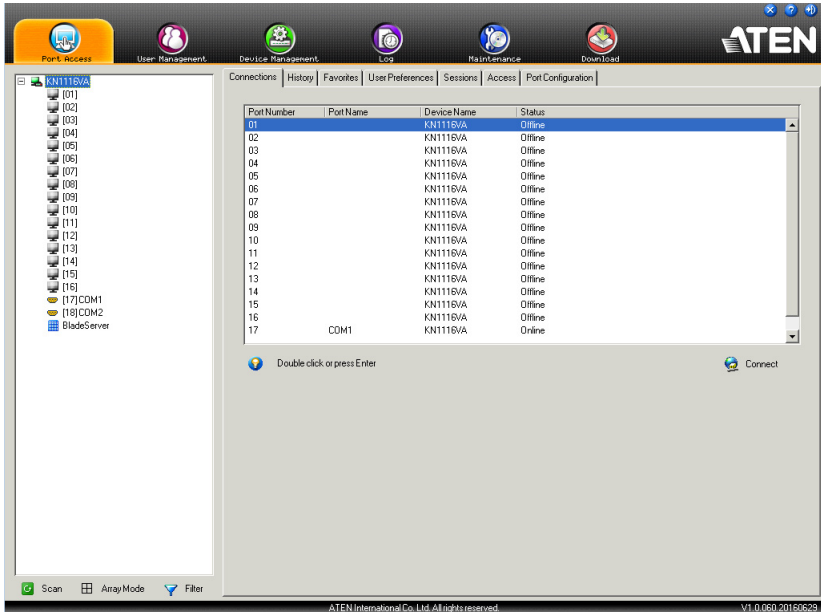 Port Access User Management Device Management Log Maintenance Download
ATEN
KN1116VA
[01]
[02]
[03]
[04]
[05]
[06]
[07]
[08]
[09]
[10]
[11]
[12]
[13]
[14]
[15]
[16]
[17]COM1
[18]COM2
BladeServer
Scan Array Mode Filter
Connections History Favorites User Preferences Sessions Access Port Configuration
Port Number Port Name Device Name Status
01 KN1116VA Offline
02 KN1116VA Offline
03 KN1116VA Offline
04 KN1116VA Offline
05 KN1116VA Offline
06 KN1116VA Offline
07 KN1116VA Offline
08 KN1116VA Offline
09 KN1116VA Offline
10 KN1116VA Offline
11 KN1116VA Offline
12 KN1116VA Offline
13 KN1116VA Offline
14 KN1116VA Offline
15 KN1116VA Offline
16 KN1116VA Offline
17 COM1 KN1116VA Online
Double click or press Enter Connect
ATEN International Co. Ltd. All rights reserved. V1.0.060.20160629